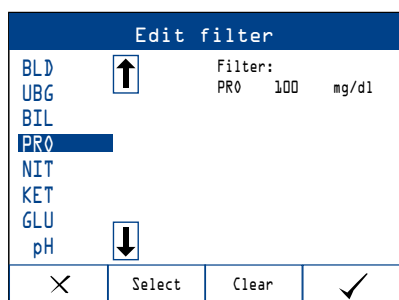 Edit filter
BLD
UBG
BIL
PRO
NIT
KET
GLU
pH
Filter:
PRO 100 mg/dl
Select
Clear